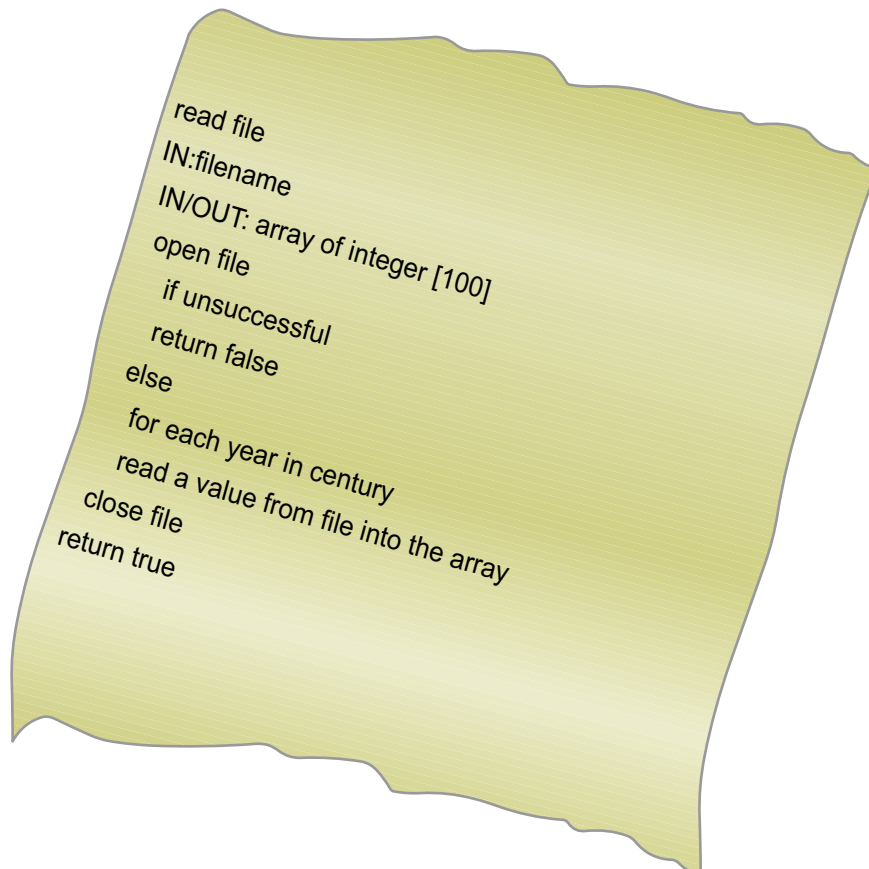 read file
IN:filename
IN/OUT: array of integer [100]
open file
if unsuccessful
return false
else
for each year in century
read a value from file into the array
close file
return true